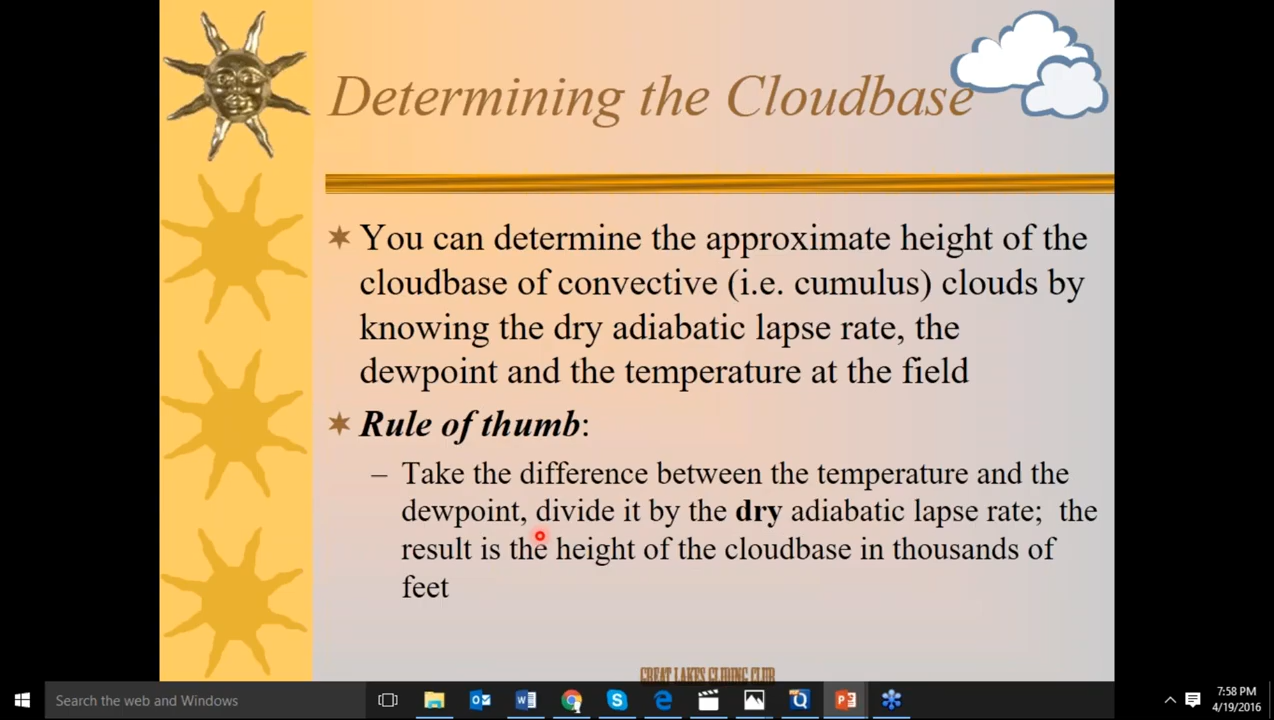 Determining the Cloudbase
You can determine the approximate height of the
cloudbase of convective (i.e. cumulus) clouds by
knowing the dry adiabatic lapse rate, the
dewpoint and the temperature at the field
Rule of thumb:
– Take the difference between the temperature and the
dewpoint, divide it by the dry adiabatic lapse rate;  the
result is the height of the cloudbase in thousands of
feet
GREAT LAKES GLIDING CLUB
Search the web and Windows
7:58 PM
4/19/2016